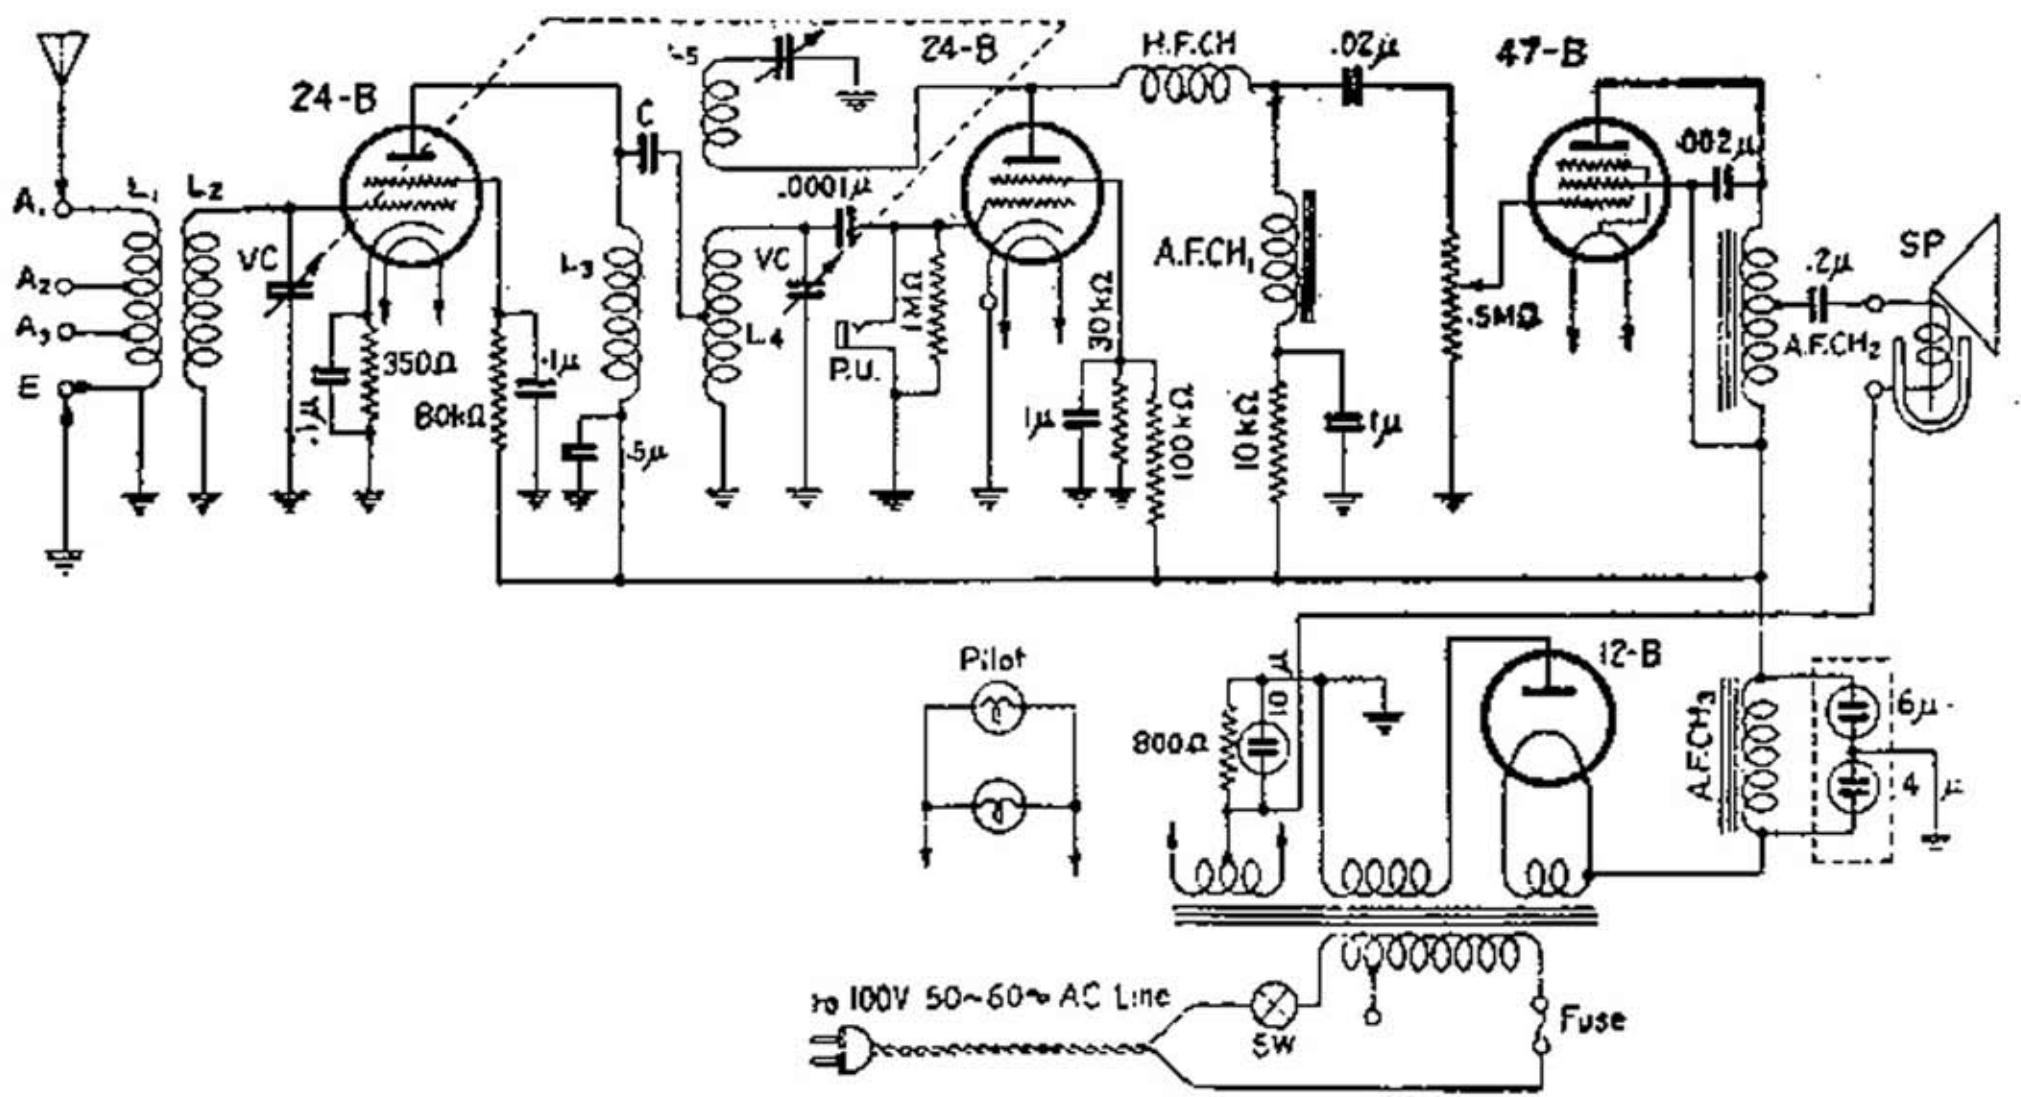 24-B
L5
24-B
H.F.CH
.02μ
47-B
C
.002μ
.0001μ
A1
L1
L2
VC
A2
A3
E
350Ω
.1μ
80kΩ
.1μ
L3
.5μ
VC
L4
1MΩ
P.U.
30kΩ
1μ
100kΩ
A.F.CH1
10kΩ
1μ
.5MΩ
.2μ
SP
A.F.CH2
Pilot
800Ω
10μ
12-B
A.F.CH3
6μ
4μ
to 100V 50~60~ AC Line
SW
Fuse